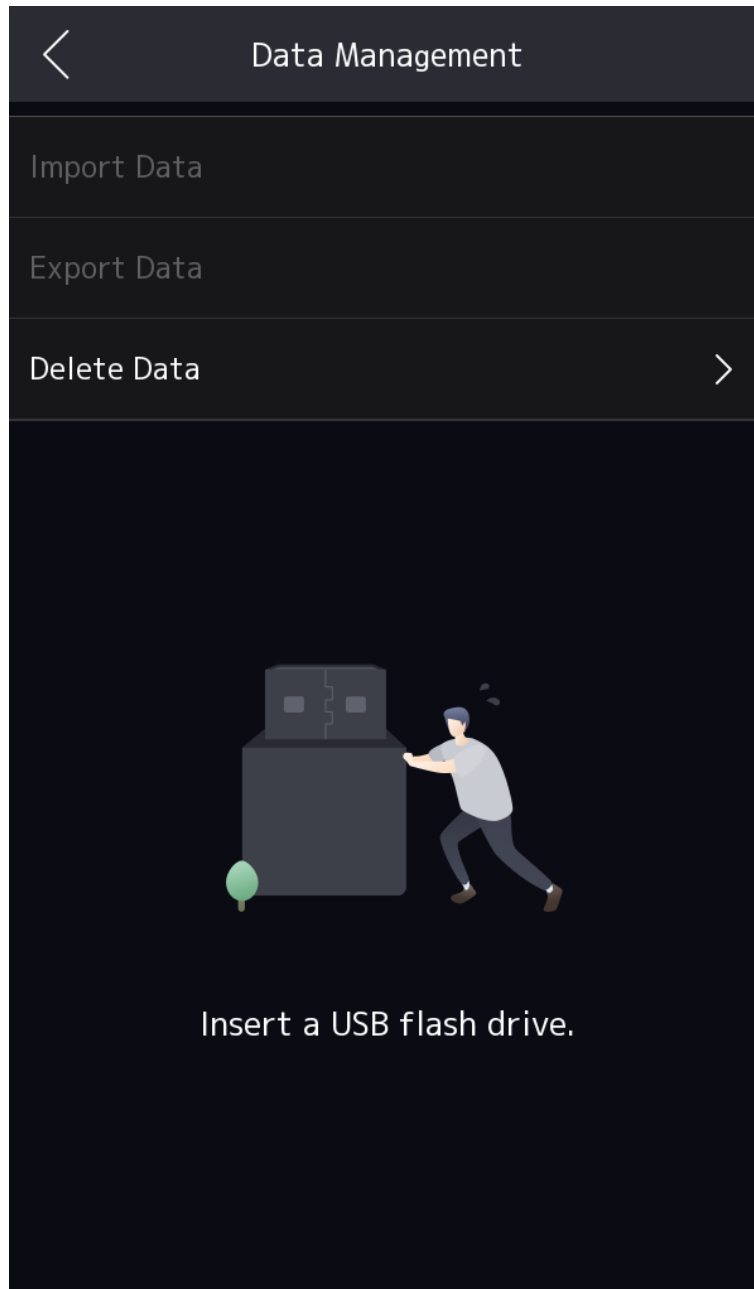 Data Management
Import Data
Export Data
Delete Data
Insert a USB flash drive.